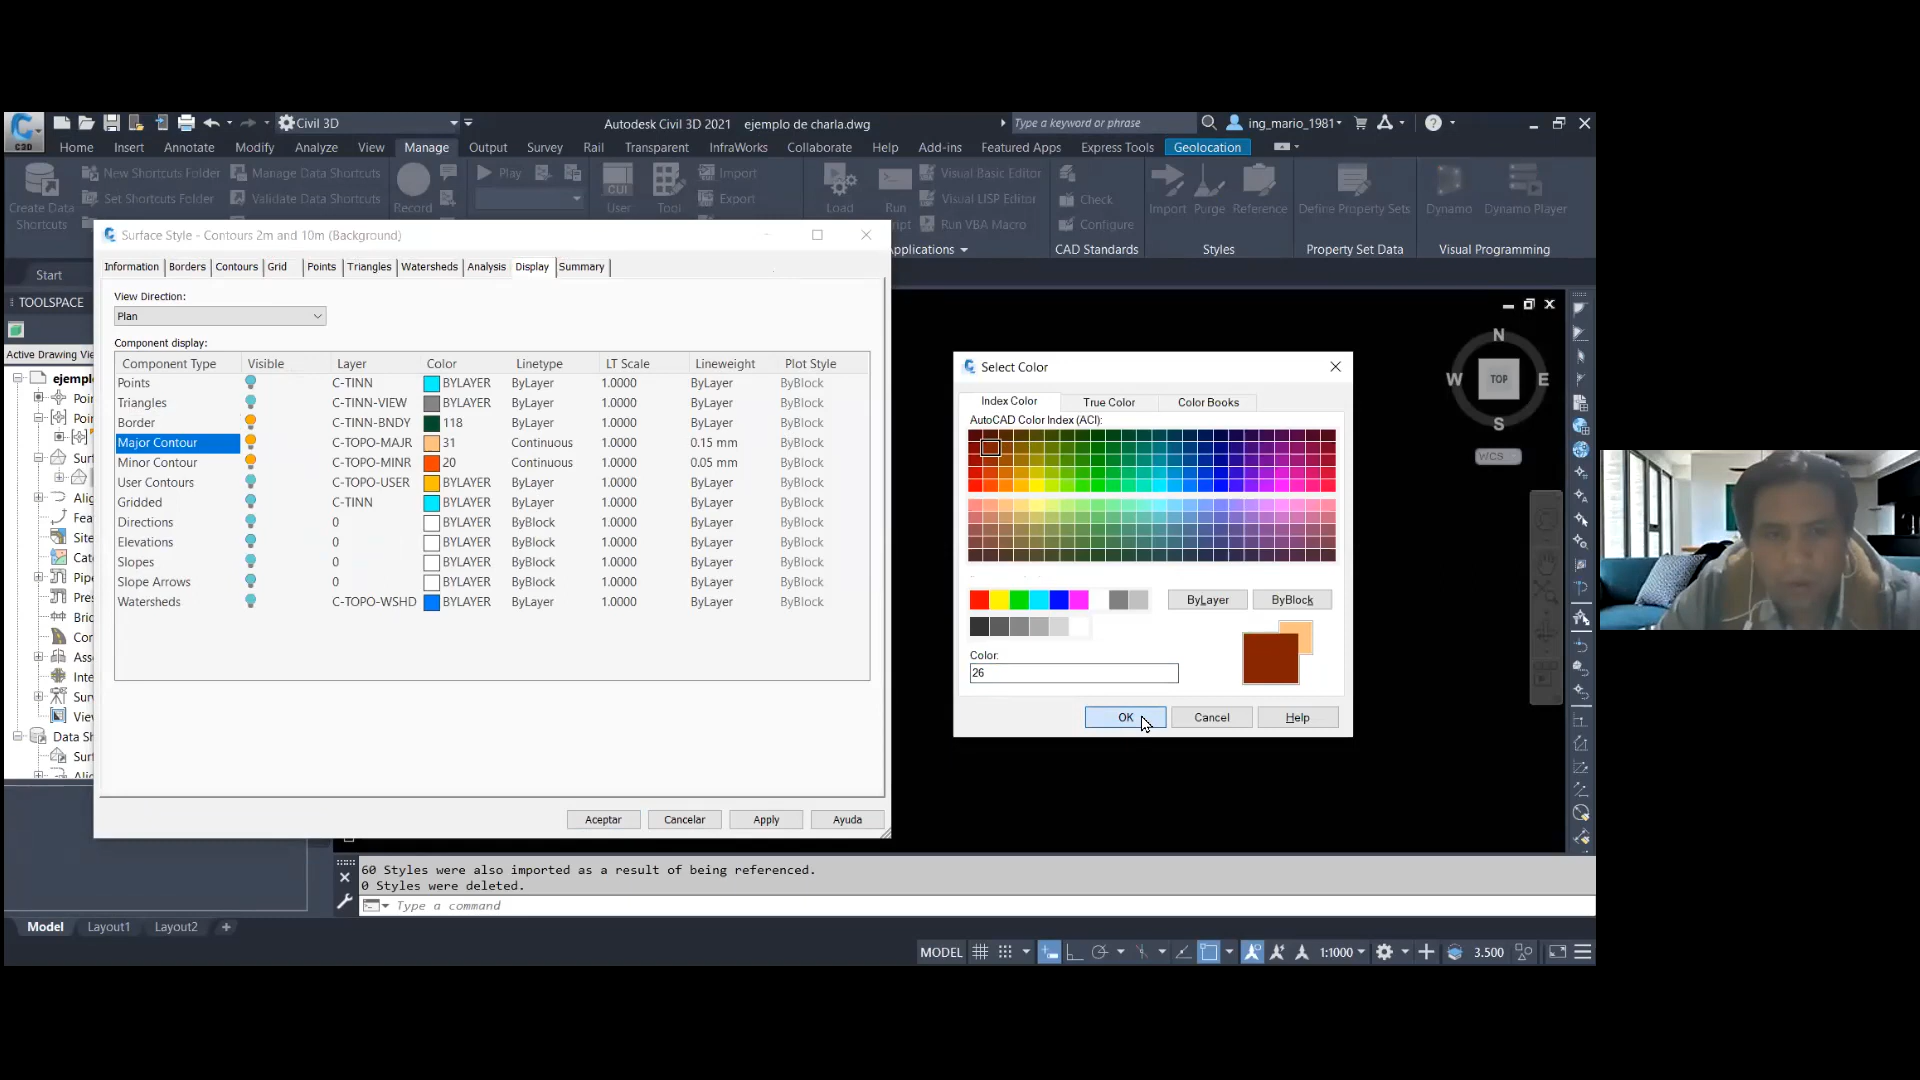 Civil 3D
Autodesk Civil 3D 2021 ejemplo de charla.dwg
Type a keyword or phrase
ing_mario_1981
C3D
Home Insert Annotate Modify Analyze View Manage Output Survey Rail Transparent InfraWorks Collaborate Help Add-ins Featured Apps Express Tools Geolocation
New Shortcuts Folder Manage Data Shortcuts Play Import Visual Basic Editor
Set Shortcuts Folder Validate Data Shortcuts Export Visual LISP Editor Check
Create Data Shortcuts Record CUI User Tool Load Run Run VBA Macro Configure Import Purge Reference Define Property Sets Dynamo Dynamo Player
CAD Standards Styles Property Set Data Visual Programming
Start
TOOLSPACE
Surface Style - Contours 2m and 10m (Background)
Information Borders Contours Grid Points Triangles Watersheds Analysis Display Summary
View Direction:
Plan
Component display:
Component Type Visible Layer Color Linetype LT Scale Lineweight Plot Style
Points C-TINN BYLAYER ByLayer 1.0000 ByLayer ByBlock
Triangles C-TINN-VIEW BYLAYER ByLayer 1.0000 ByLayer ByBlock
Border C-TINN-BNDY 118 ByLayer 1.0000 ByLayer ByBlock
Major Contour C-TOPO-MAJR 31 Continuous 1.0000 0.15 mm ByBlock
Minor Contour C-TOPO-MINR 20 Continuous 1.0000 0.05 mm ByBlock
User Contours C-TOPO-USER BYLAYER ByLayer 1.0000 ByLayer ByBlock
Gridded C-TINN BYLAYER ByLayer 1.0000 ByLayer ByBlock
Directions 0 BYLAYER ByBlock 1.0000 ByLayer ByBlock
Elevations 0 BYLAYER ByBlock 1.0000 ByLayer ByBlock
Slopes 0 BYLAYER ByBlock 1.0000 ByLayer ByBlock
Slope Arrows 0 BYLAYER ByBlock 1.0000 ByLayer ByBlock
Watersheds C-TOPO-WSHD BYLAYER ByLayer 1.0000 ByLayer ByBlock
Aceptar Cancelar Apply Ayuda
Select Color
Index Color True Color Color Books
AutoCAD Color Index (ACI):
ByLayer ByBlock
Color:
26
OK Cancel Help
N
W TOP E
S
WCS
60 Styles were also imported as a result of being referenced.
0 Styles were deleted.
Type a command
Model Layout1 Layout2 +
MODEL 1:1000 3.500